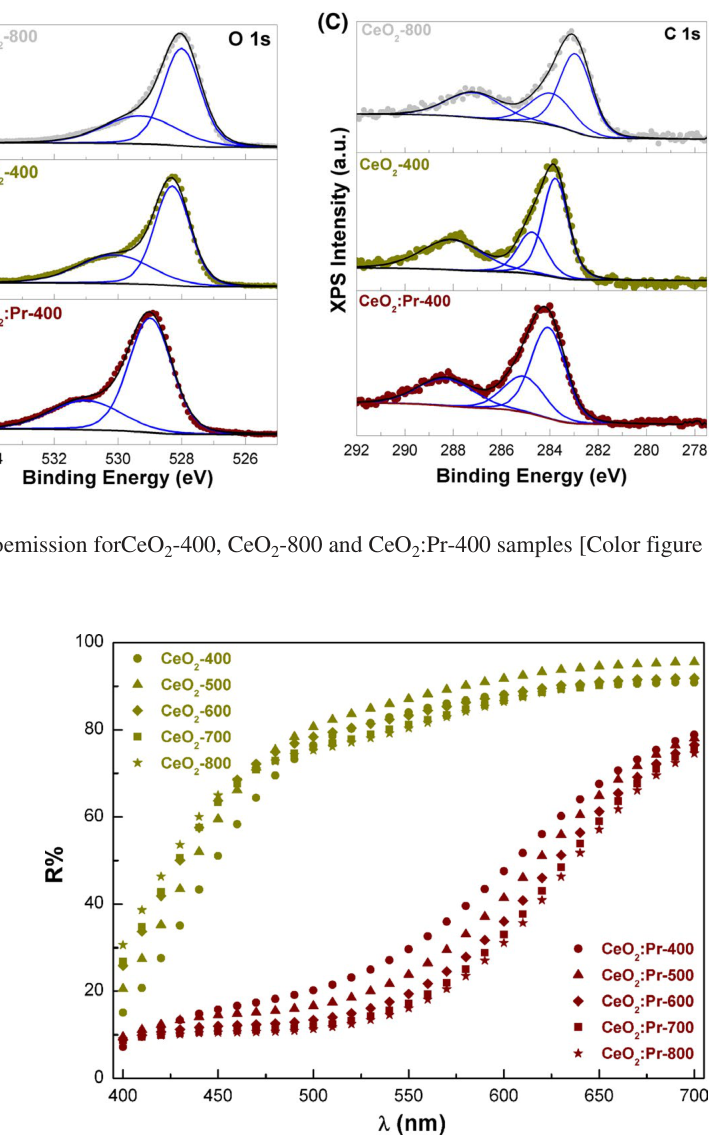 -800
O 1s
-400
:Pr-400
532
530
528
526
Binding Energy (eV)
(C)
CeO₂-800
C 1s
CeO₂-400
CeO₂:Pr-400
XPS Intensity (a.u.)
292
290
288
286
284
282
280
278
Binding Energy (eV)
forCeO₂-400, CeO₂-800 and CeO₂:Pr-400 samples [Color figure
100
80
60
40
20
0
R%
CeO₂-400
CeO₂-500
CeO₂-600
CeO₂-700
CeO₂-800
CeO₂:Pr-400
CeO₂:Pr-500
CeO₂:Pr-600
CeO₂:Pr-700
CeO₂:Pr-800
400
450
500
550
600
650
700
λ (nm)